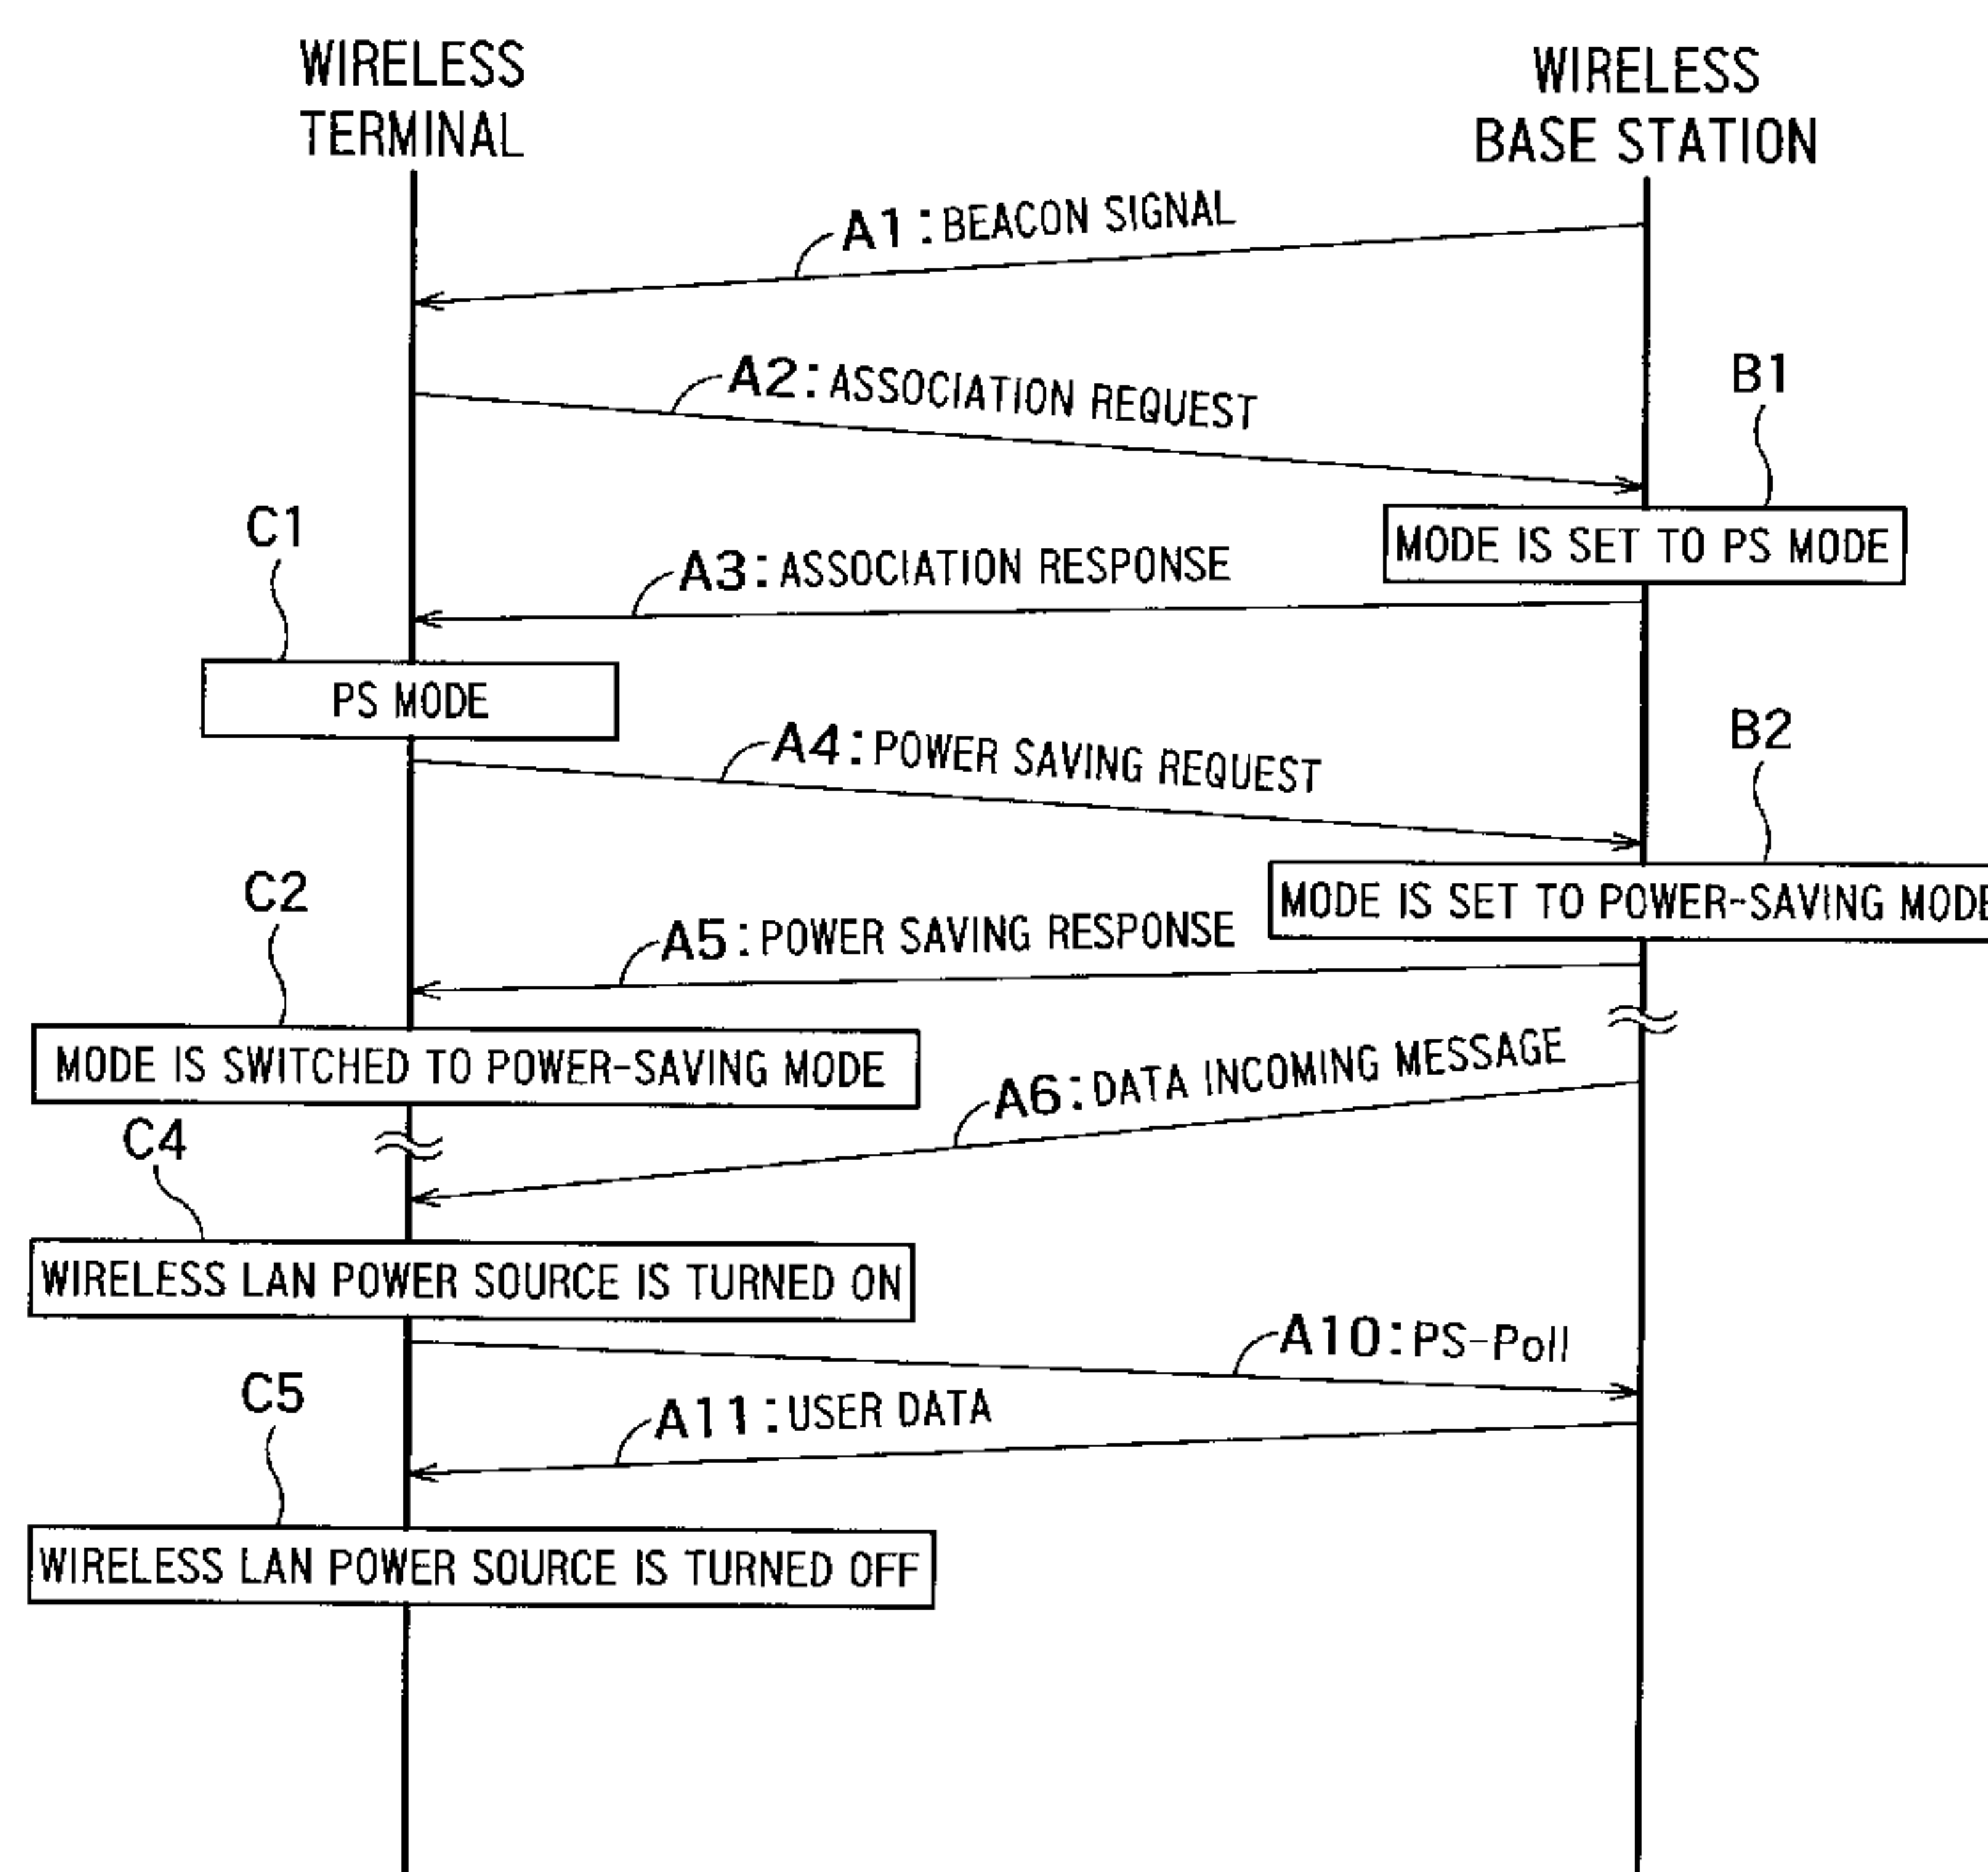 WIRELESS
TERMINAL
WIRELESS
BASE STATION
A1:BEACON SIGNAL
A2:ASSOCIATION REQUEST
B1
MODE IS SET TO PS MODE
C1
A3:ASSOCIATION RESPONSE
PS MODE
A4:POWER SAVING REQUEST
B2
MODE IS SET TO POWER-SAVING MODE
C2
A5:POWER SAVING RESPONSE
MODE IS SWITCHED TO POWER-SAVING MODE
A6:DATA INCOMING MESSAGE
C4
WIRELESS LAN POWER SOURCE IS TURNED ON
A10:PS-Poll
C5
A11:USER DATA
WIRELESS LAN POWER SOURCE IS TURNED OFF